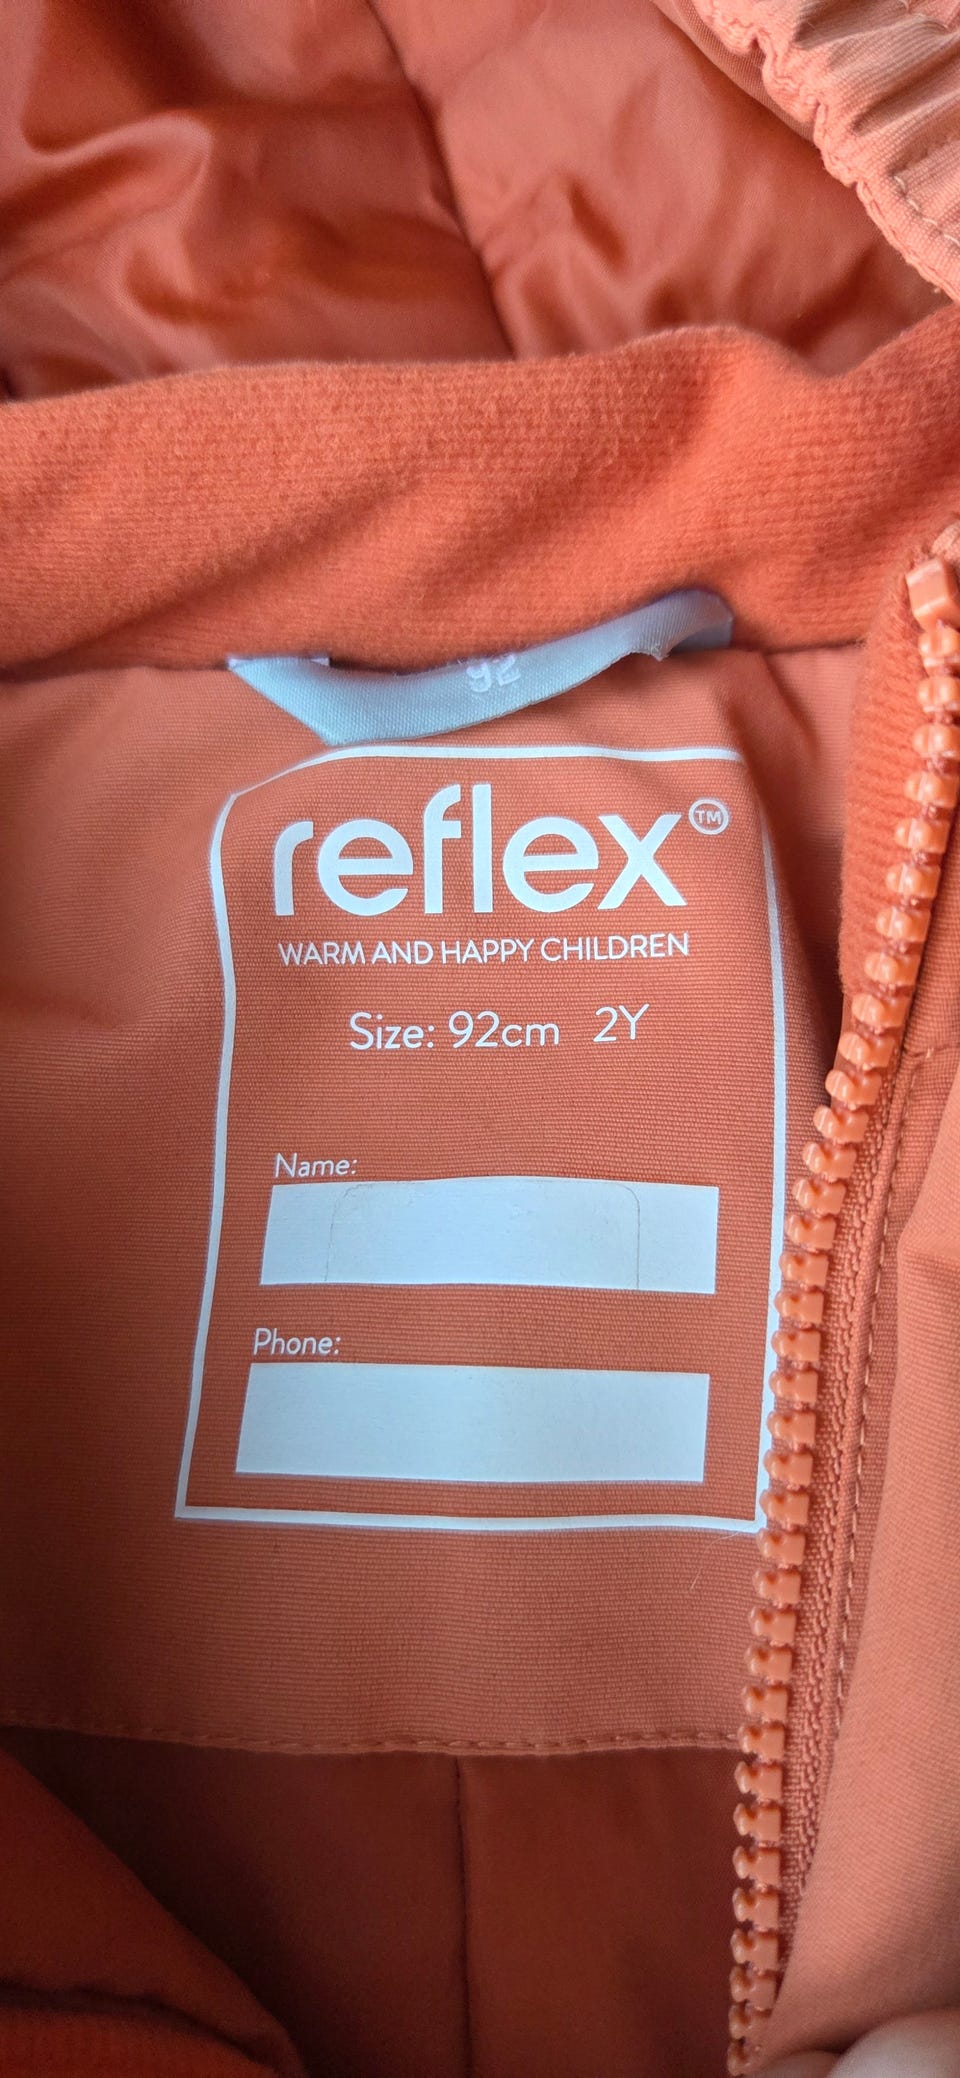 92
reflex™
WARM AND HAPPY CHILDREN
Size: 92cm 2Y
Name:
Phone: